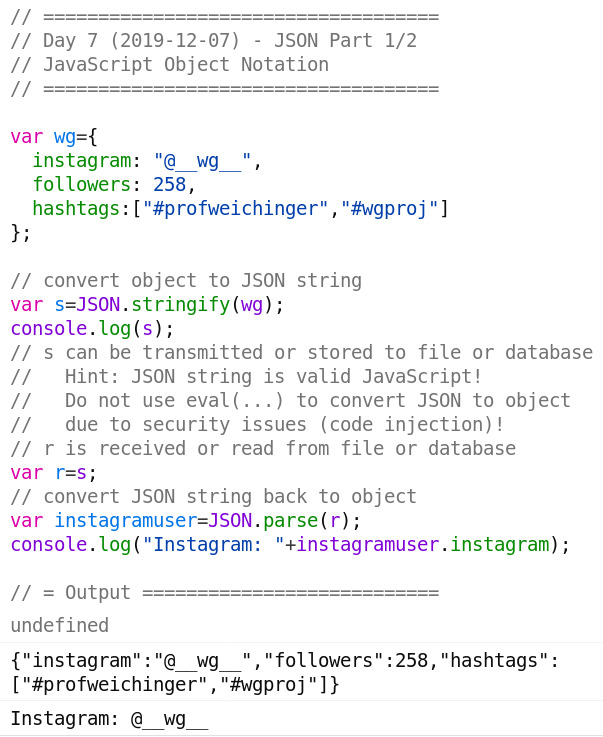 // ====================================
// Day 7 (2019-12-07) - JSON Part 1/2
// JavaScript Object Notation
// ====================================
var wg={
  instagram: "@__wg__",
  followers: 258,
  hashtags:["#profweichinger","#wgproj"]
};
// convert object to JSON string
var s=JSON.stringify(wg);
console.log(s);
// s can be transmitted or stored to file or database
//   Hint: JSON string is valid JavaScript!
//   Do not use eval(...) to convert JSON to object
//   due to security issues (code injection)!
// r is received or read from file or database
var r=s;
// convert JSON string back to object
var instagramuser=JSON.parse(r);
console.log("Instagram: "+instagramuser.instagram);
// = Output ===========================
undefined
{"instagram":"@__wg__","followers":258,"hashtags":
["#profweichinger","#wgproj"]}
Instagram: @__wg__